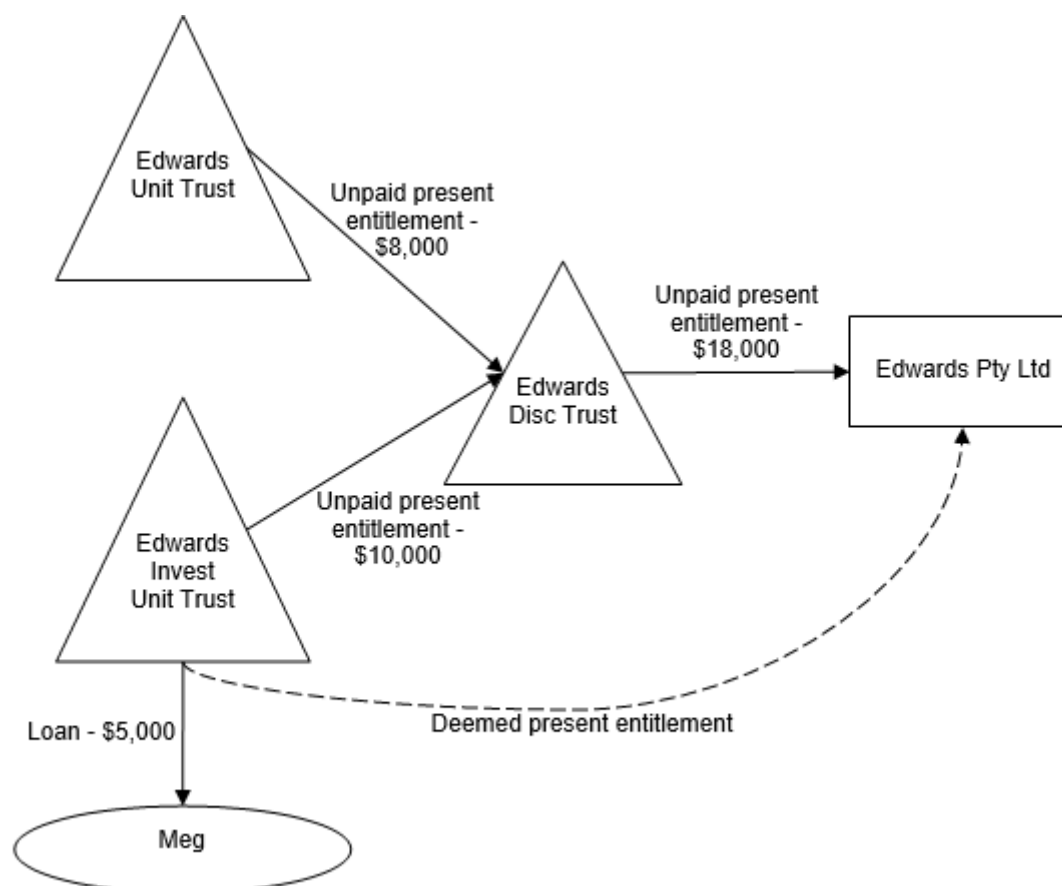 Edwards
Unit Trust
Unpaid present
entitlement -
$8,000
Unpaid present
entitlement -
$18,000
Edwards Pty Ltd
Edwards
Disc Trust
Unpaid present
entitlement -
$10,000
Edwards
Invest
Unit Trust
Loan - $5,000
Deemed present entitlement
Meg